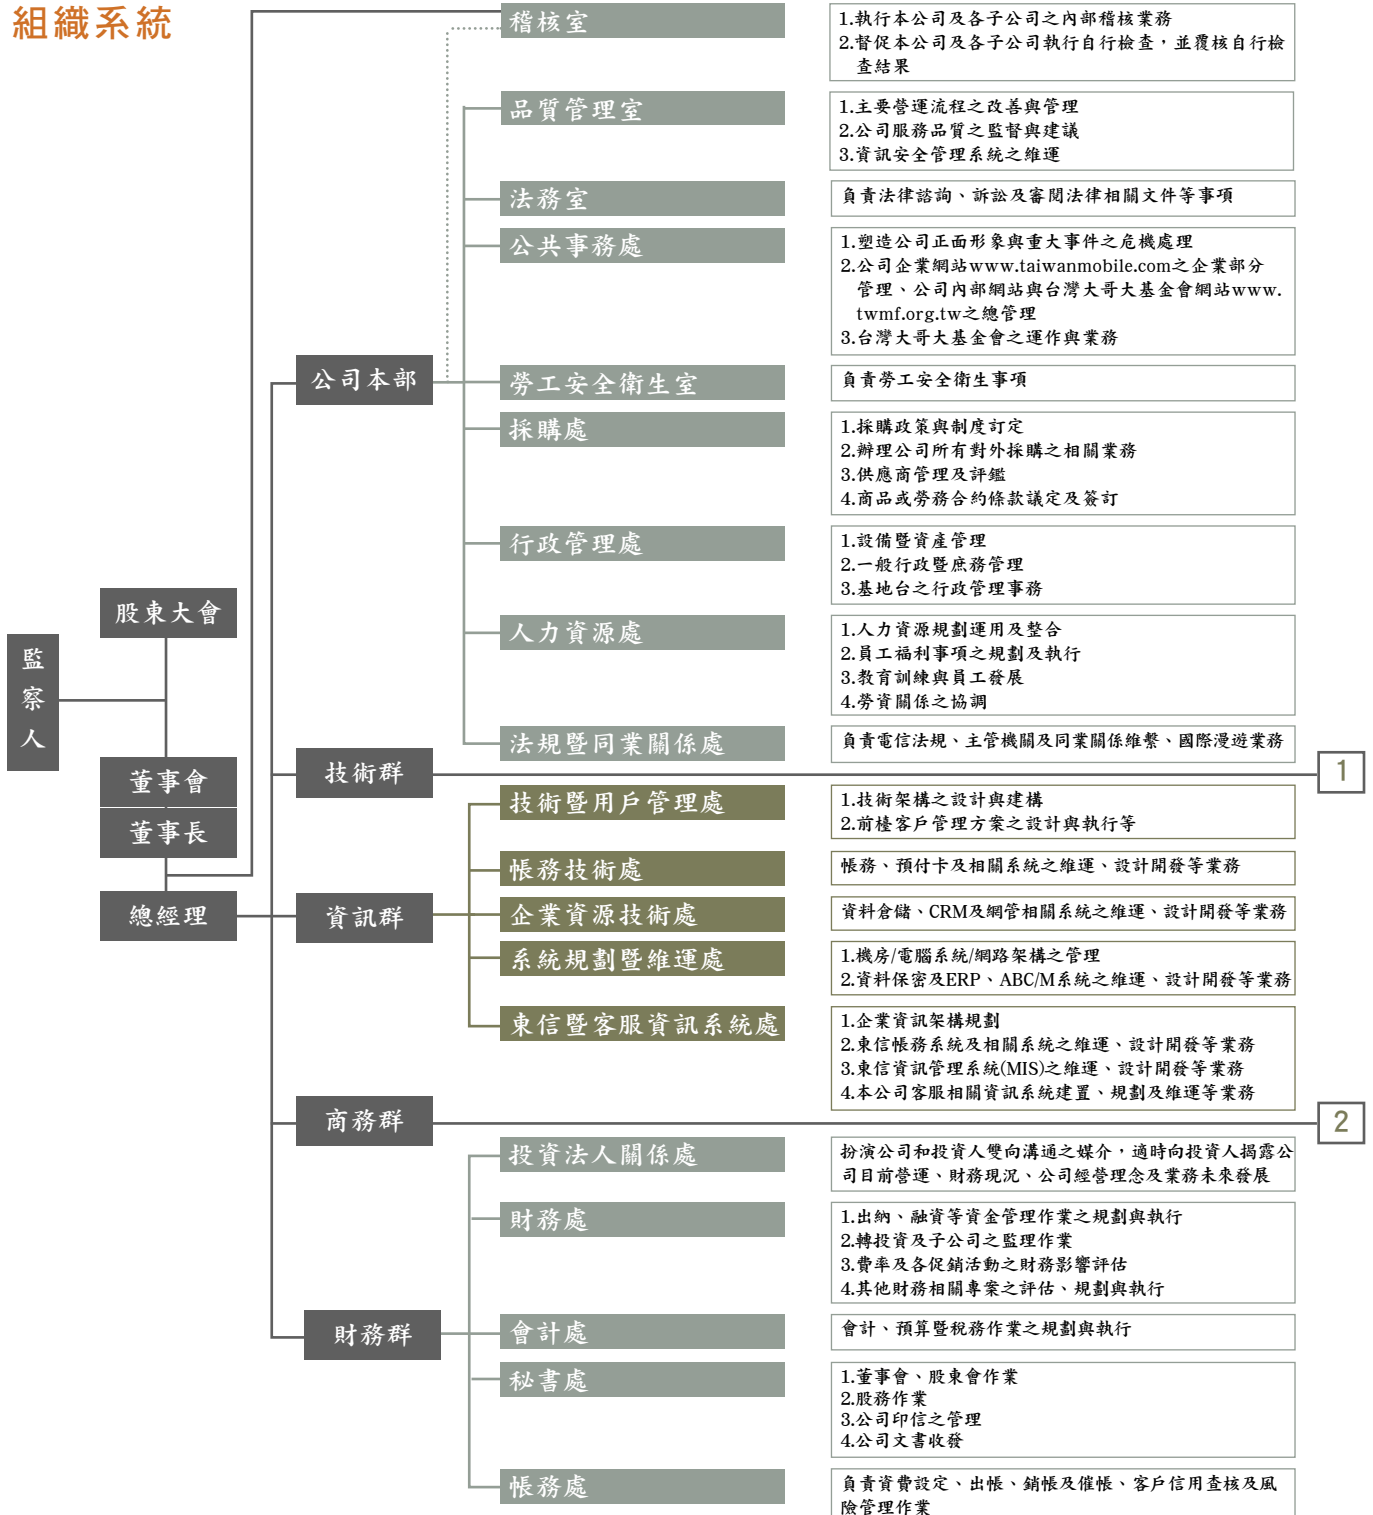 組織系統
稽核室
1.執行本公司及各子公司之內部稽核業務
2.督促本公司及各子公司執行自行檢查，並覆核自行檢
查結果
品質管理室
1.主要營運流程之改善與管理
2.公司服務品質之監督與建議
3.資訊安全管理系統之維運
法務室
負責法律諮詢、訴訟及審閱法律相關文件等事項
公共事務處
1.塑造公司正面形象與重大事件之危機處理
2.公司企業網站www.taiwanmobile.com之企業部分
管理、公司內部網站與台灣大哥大基金會網站www.
twmf.org.tw之總管理
3.台灣大哥大基金會之運作與業務
公司本部
勞工安全衛生室
負責勞工安全衛生事項
採購處
1.採購政策與制度訂定
2.辦理公司所有對外採購之相關業務
3.供應商管理及評鑑
4.商品或勞務合約條款議定及簽訂
行政管理處
1.設備暨資產管理
2.一般行政暨庶務管理
3.基地台之行政管理事務
股東大會
監
察
人
人力資源處
1.人力資源規劃運用及整合
2.員工福利事項之規劃及執行
3.教育訓練與員工發展
4.勞資關係之協調
法規暨同業關係處
負責電信法規、主管機關及同業關係維繫、國際漫遊業務
董事會
董事長
總經理
技術群
1
技術暨用戶管理處
1.技術架構之設計與建構
2.前檯客戶管理方案之設計與執行等
帳務技術處
帳務、預付卡及相關系統之維運、設計開發等業務
資訊群
企業資源技術處
資料倉儲、CRM及網管相關系統之維運、設計開發等業務
系統規劃暨維運處
1.機房/電腦系統/網路架構之管理
2.資料保密及ERP、ABC/M系統之維運、設計開發等業務
東信暨客服資訊系統處
1.企業資訊架構規劃
2.東信帳務系統及相關系統之維運、設計開發等業務
3.東信資訊管理系統(MIS)之維運、設計開發等業務
4.本公司客服相關資訊系統建置、規劃及維運等業務
商務群
2
投資法人關係處
扮演公司和投資人雙向溝通之媒介，適時向投資人揭露公
司目前營運、財務現況、公司經營理念及業務未來發展
財務處
1.出納、融資等資金管理作業之規劃與執行
2.轉投資及子公司之監理作業
3.費率及各促銷活動之財務影響評估
4.其他財務相關專案之評估、規劃與執行
財務群
會計處
會計、預算暨稅務作業之規劃與執行
秘書處
1.董事會、股東會作業
2.股務作業
3.公司印信之管理
4.公司文書收發
帳務處
負責資費設定、出帳、銷帳及催帳、客戶信用查核及風
險管理作業